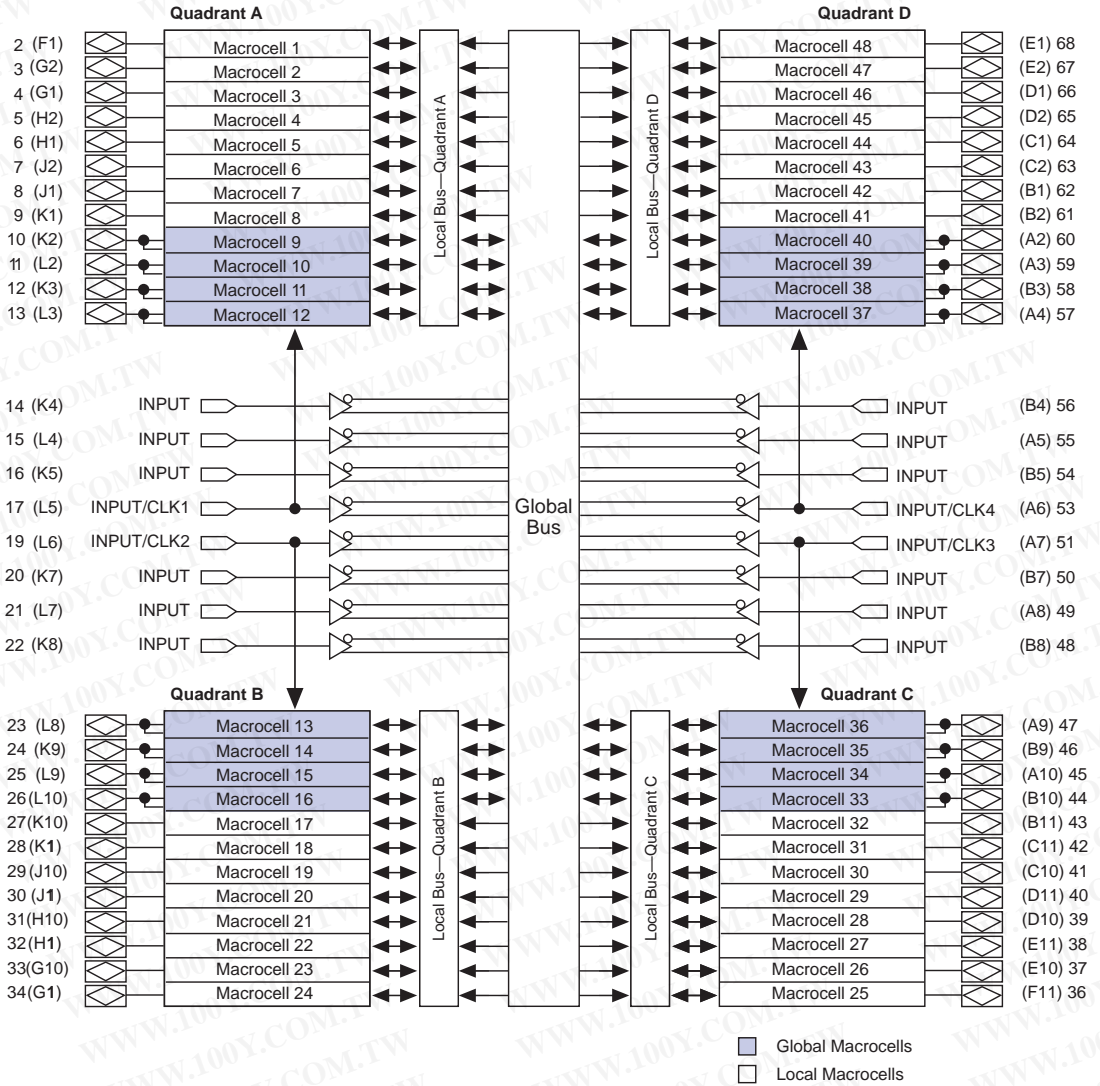 Quadrant A Quadrant D
2 (F1) Macrocell 1 Macrocell 48 (E1) 68
3 (G2) Macrocell 2 Macrocell 47 (E2) 67
4 (G1) Macrocell 3 Macrocell 46 (D1) 66
5 (H2) Macrocell 4 Macrocell 45 (D2) 65
6 (H1) Macrocell 5 Macrocell 44 (C1) 64
7 (J2) Macrocell 6 Macrocell 43 (C2) 63
8 (J1) Macrocell 7 Macrocell 42 (B1) 62
9 (K1) Macrocell 8 Macrocell 41 (B2) 61
10 (K2) Macrocell 9 Macrocell 40 (A2) 60
11 (L2) Macrocell 10 Macrocell 39 (A3) 59
12 (K3) Macrocell 11 Macrocell 38 (B3) 58
13 (L3) Macrocell 12 Macrocell 37 (A4) 57
Local Bus—Quadrant A
Local Bus—Quadrant D
14 (K4) INPUT INPUT (B4) 56
15 (L4) INPUT INPUT (A5) 55
16 (K5) INPUT INPUT (B5) 54
17 (L5) INPUT/CLK1 INPUT/CLK4 (A6) 53
Global
Bus
19 (L6) INPUT/CLK2 INPUT/CLK3 (A7) 51
20 (K7) INPUT INPUT (B7) 50
21 (L7) INPUT INPUT (A8) 49
22 (K8) INPUT INPUT (B8) 48
Quadrant B Quadrant C
23 (L8) Macrocell 13 Macrocell 36 (A9) 47
24 (K9) Macrocell 14 Macrocell 35 (B9) 46
25 (L9) Macrocell 15 Macrocell 34 (A10) 45
26(L10) Macrocell 16 Macrocell 33 (B10) 44
27(K10) Macrocell 17 Macrocell 32 (B11) 43
28 (K1) Macrocell 18 Macrocell 31 (C11) 42
29(J10) Macrocell 19 Macrocell 30 (C10) 41
30 (J1) Macrocell 20 Macrocell 29 (D11) 40
31(H10) Macrocell 21 Macrocell 28 (D10) 39
32(H1) Macrocell 22 Macrocell 27 (E11) 38
33(G10) Macrocell 23 Macrocell 26 (E10) 37
34(G1) Macrocell 24 Macrocell 25 (F11) 36
Local Bus—Quadrant B
Local Bus—Quadrant C
Global Macrocells
Local Macrocells
WWW.100Y.COM.TW